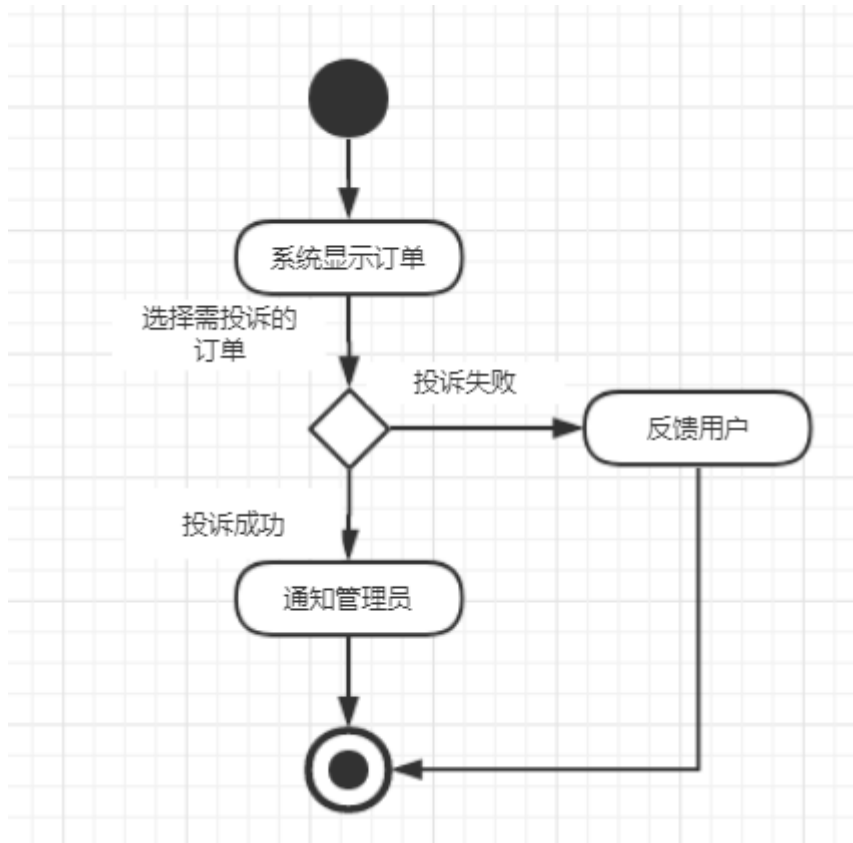 系统显示订单
选择需投诉的
订单
投诉失败
反馈用户
投诉成功
通知管理员